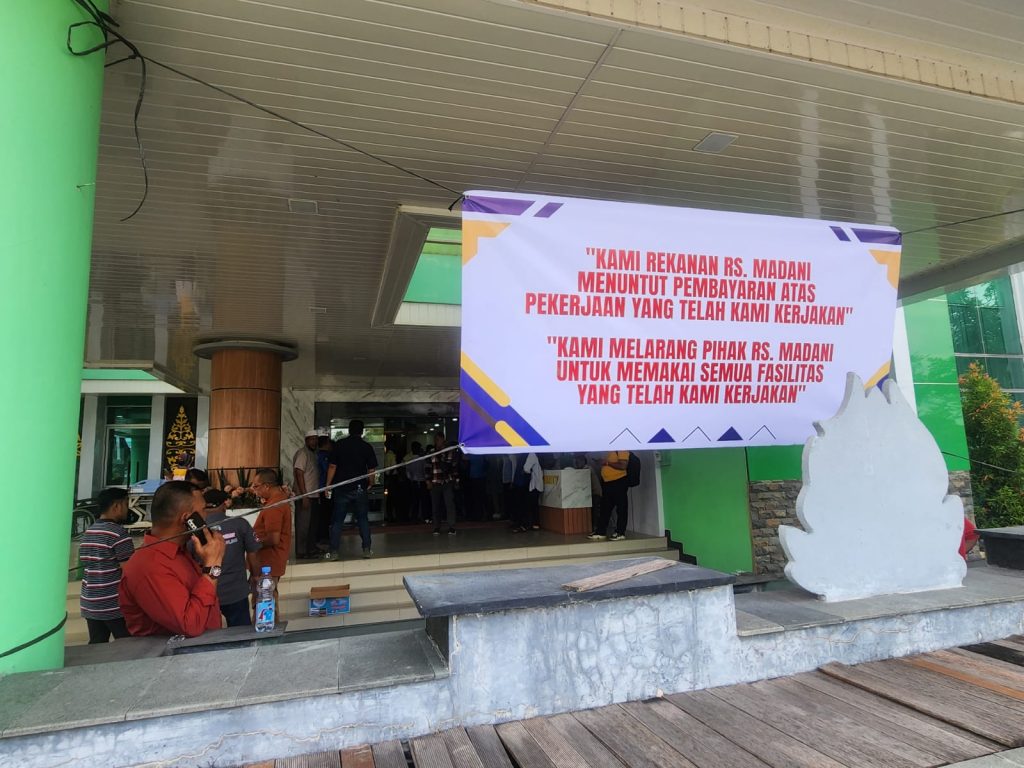 "KAMI REKANAN RS. MADANI
MENUNTUT PEMBAYARAN ATAS
PEKERJAAN YANG TELAH KAMI KERJAKAN"
"KAMI MELARANG PIHAK RS. MADANI
UNTUK MEMAKAI SEMUA FASILITAS
YANG TELAH KAMI KERJAKAN"